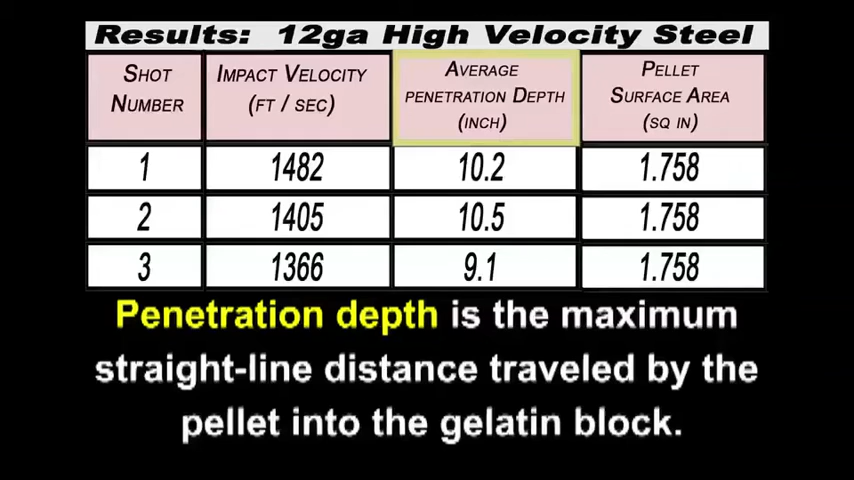 Results: 12ga High Velocity Steel
SHOT NUMBER
IMPACT VELOCITY (FT / SEC)
AVERAGE PENETRATION DEPTH (INCH)
PELLET SURFACE AREA (SQ IN)
1 1482 10.2 1.758
2 1405 10.5 1.758
3 1366 9.1 1.758
Penetration depth is the maximum
straight-line distance traveled by the
pellet into the gelatin block.